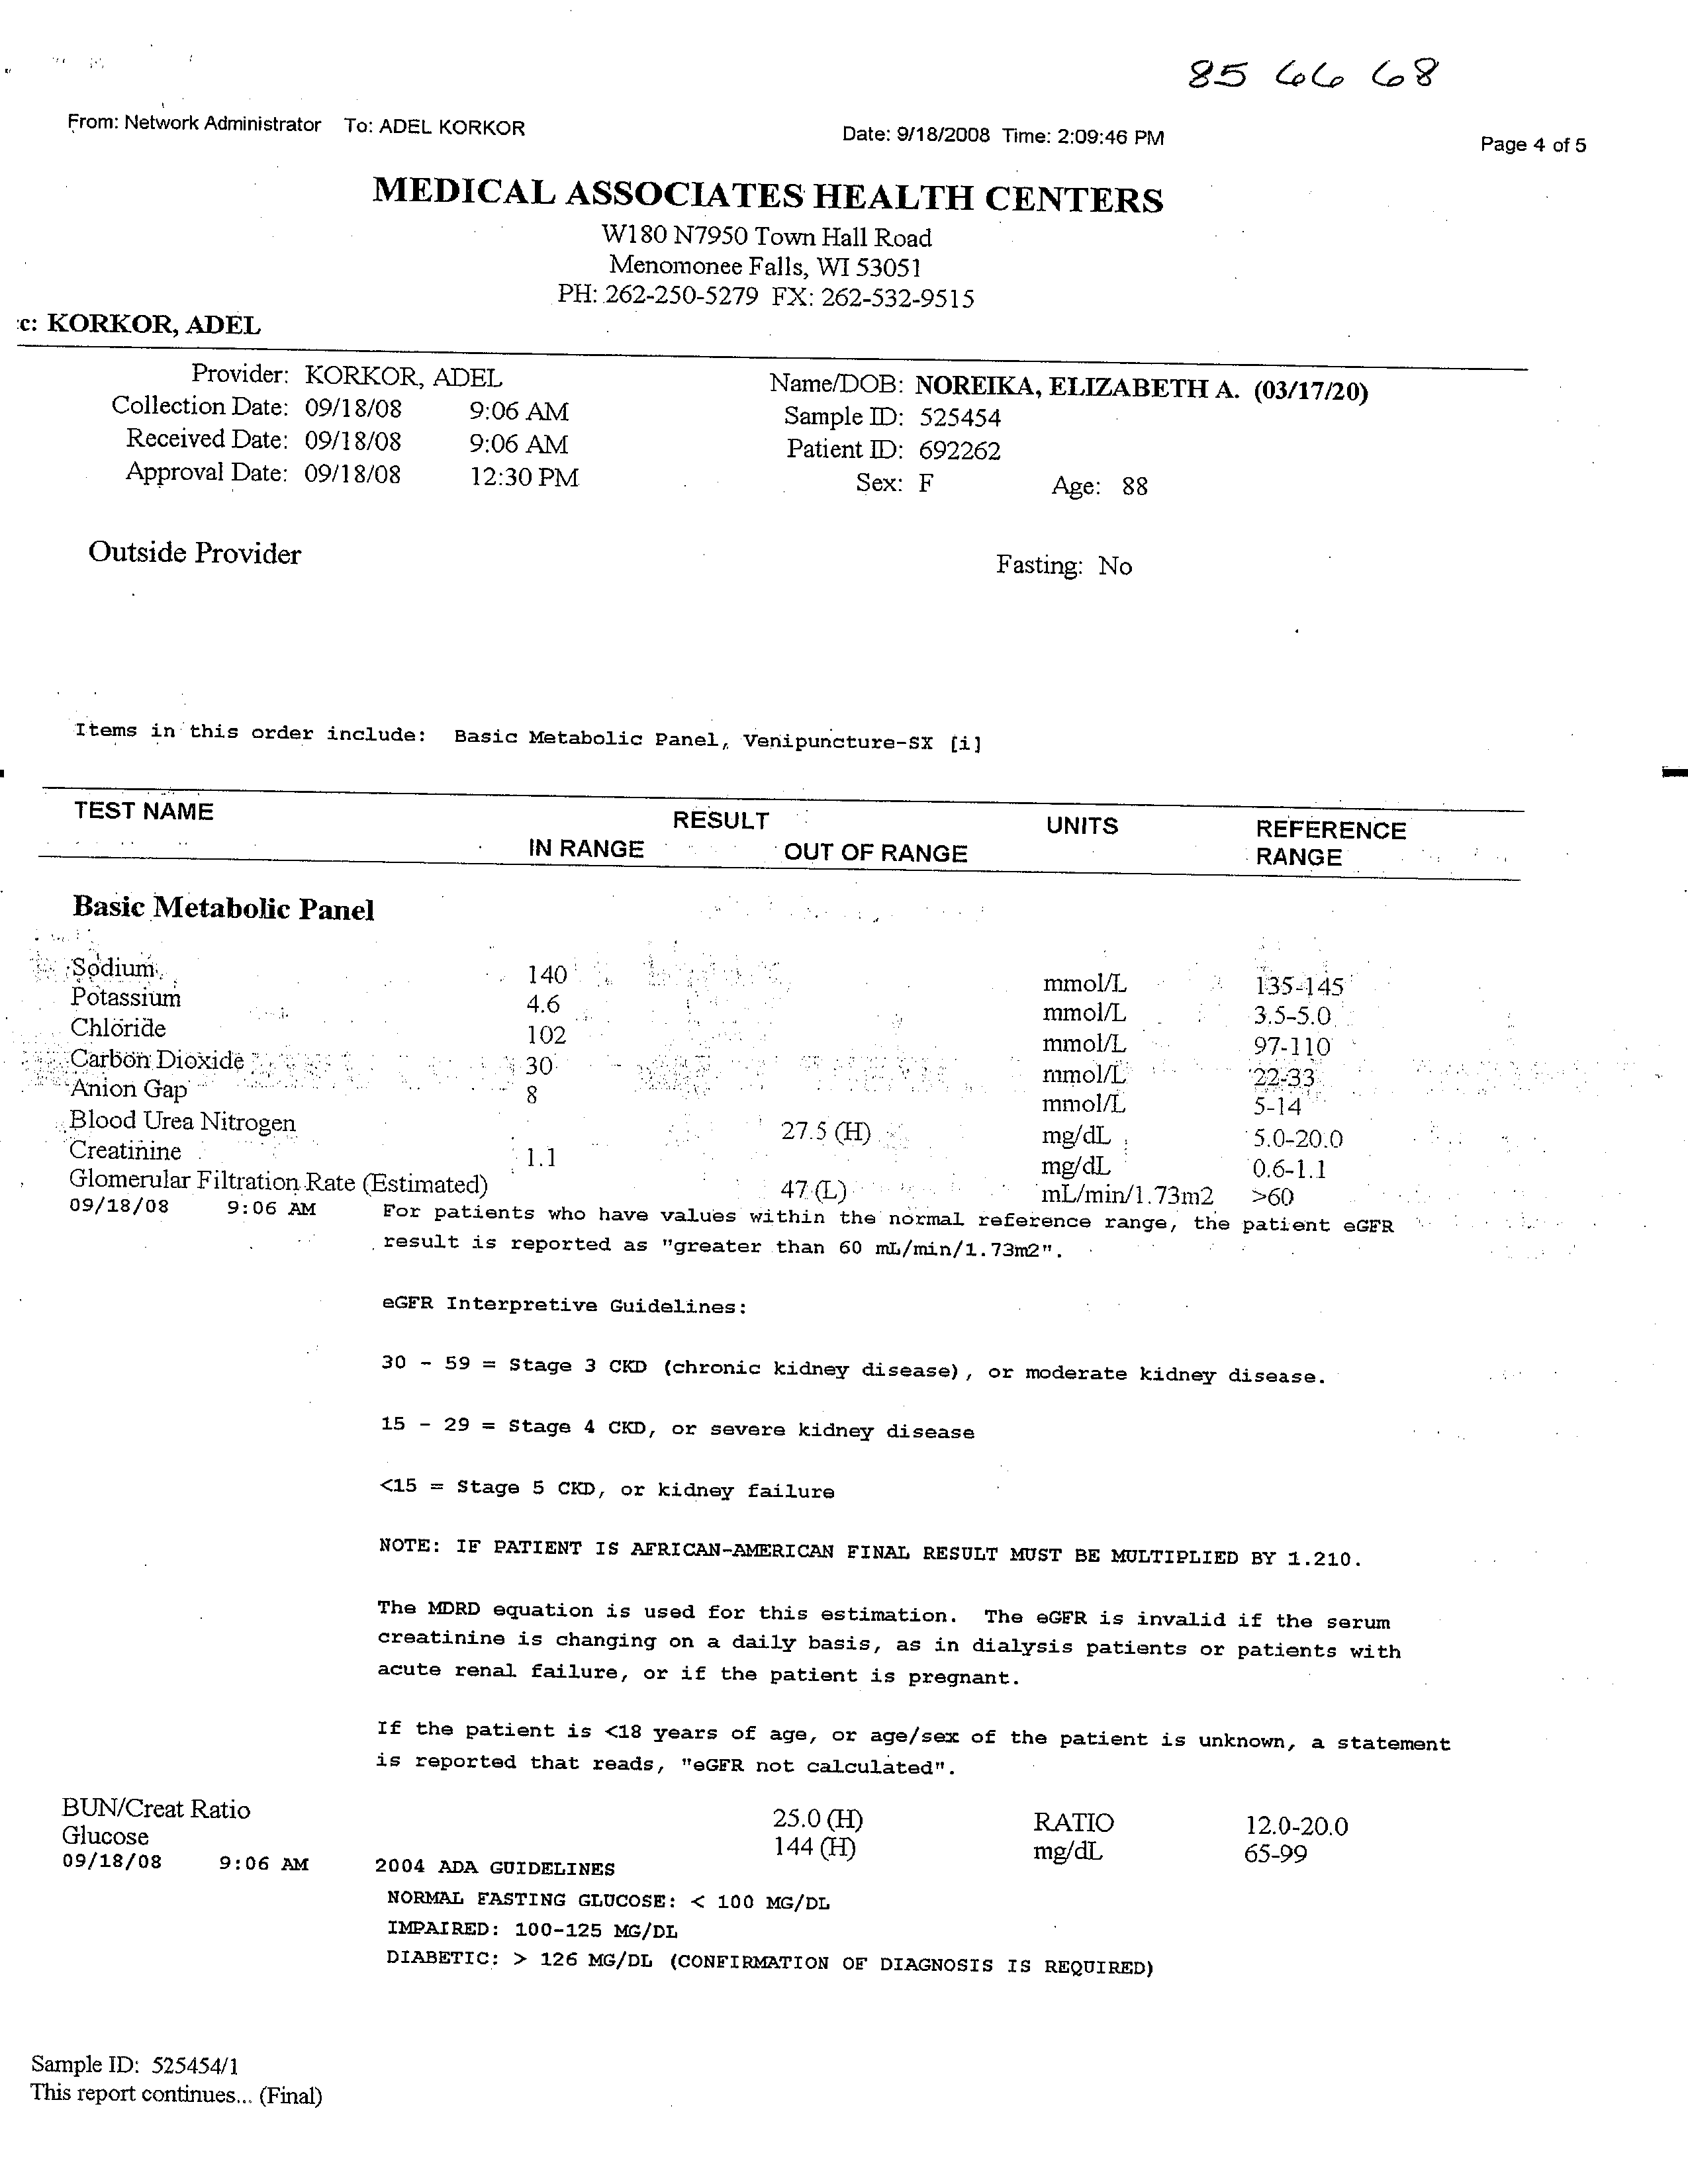 85 66 68
From: Network Administrator To: ADEL KORKOR Date: 9/18/2008 Time: 2:09:46 PM Page 4 of 5
MEDICAL ASSOCIATES HEALTH CENTERS
W180 N7950 Town Hall Road
Menomonee Falls, WI 53051
PH: 262-250-5279 FX: 262-532-9515
c: KORKOR, ADEL
Provider: KORKOR, ADEL Name/DOB: NOREIKA, ELIZABETH A. (03/17/20)
Collection Date: 09/18/08 9:06 AM Sample ID: 525454
Received Date: 09/18/08 9:06 AM Patient ID: 692262
Approval Date: 09/18/08 12:30 PM Sex: F Age: 88
Outside Provider Fasting: No
Items in this order include: Basic Metabolic Panel, Venipuncture-SX [i]
TEST NAME RESULT UNITS REFERENCE
IN RANGE OUT OF RANGE RANGE
Basic Metabolic Panel
Sodium 140 mmol/L 135-145
Potassium 4.6 mmol/L 3.5-5.0
Chloride 102 mmol/L 97-110
Carbon Dioxide 30 mmol/L 22-33
Anion Gap 8 mmol/L 5-14
Blood Urea Nitrogen 27.5 (H) mg/dL 5.0-20.0
Creatinine 1.1 mg/dL 0.6-1.1
Glomerular Filtration Rate (Estimated) 47 (L) mL/min/1.73m2 >60
09/18/08 9:06 AM For patients who have values within the normal reference range, the patient eGFR
result is reported as "greater than 60 mL/min/1.73m2".
eGFR Interpretive Guidelines:
30 - 59 = Stage 3 CKD (chronic kidney disease), or moderate kidney disease.
15 - 29 = Stage 4 CKD, or severe kidney disease
<15 = Stage 5 CKD, or kidney failure
NOTE: IF PATIENT IS AFRICAN-AMERICAN FINAL RESULT MUST BE MULTIPLIED BY 1.210.
The MDRD equation is used for this estimation. The eGFR is invalid if the serum
creatinine is changing on a daily basis, as in dialysis patients or patients with
acute renal failure, or if the patient is pregnant.
If the patient is <18 years of age, or age/sex of the patient is unknown, a statement
is reported that reads, "eGFR not calculated".
BUN/Creat Ratio 25.0 (H) RATIO 12.0-20.0
Glucose 144 (H) mg/dL 65-99
09/18/08 9:06 AM 2004 ADA GUIDELINES
NORMAL FASTING GLUCOSE: < 100 MG/DL
IMPAIRED: 100-125 MG/DL
DIABETIC: > 126 MG/DL (CONFIRMATION OF DIAGNOSIS IS REQUIRED)
Sample ID: 525454/1
This report continues... (Final)